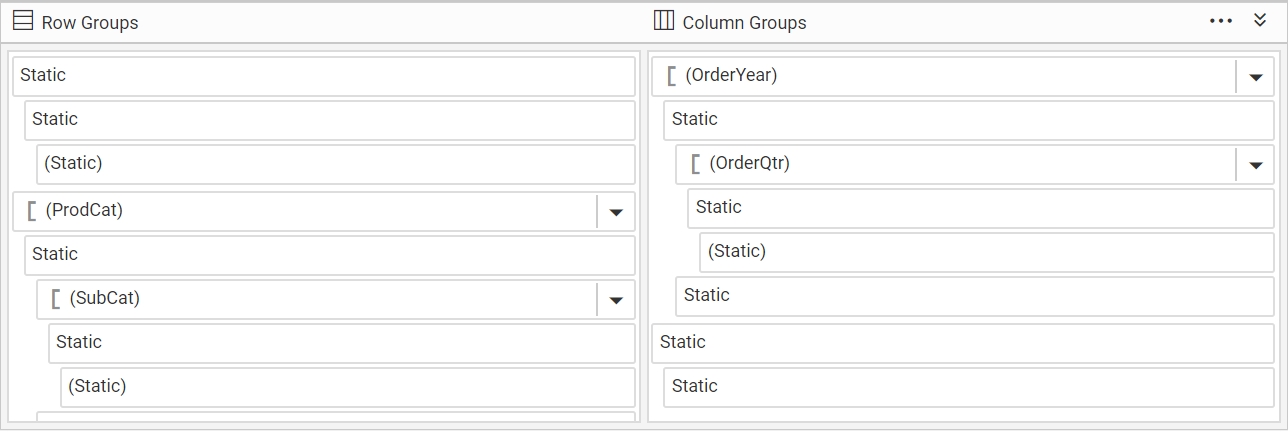 Row Groups
Static
Static
(Static)
(ProdCat)
Static
(SubCat)
Static
(Static)
Column Groups
(OrderYear)
Static
(OrderQtr)
Static
(Static)
Static
Static
Static